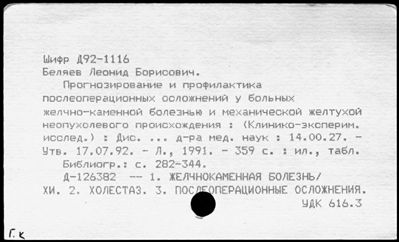 Шифр Д92-1116
Беляев Леонид Борисович.
Прогнозирование и профилактика
послеоперационных осложнений у больных
желчно-каменной болезнью и механической желтухой
неопухолевого происхождения : (Клинико-эксперим.
исслед.) : Дис. ... д-ра мед. наук : 14.00.27. -
Утв. 17.07.92. - Л., 1991. - 359 с. : ил., табл.
Библиогр.: с. 282-344.
Д-126382 -- 1. ЖЕЛЧНОКАМЕННАЯ БОЛЕЗНЬ/
ХИ. 2. ХОЛЕСТАЗ. 3. ПОСЛЕОПЕРАЦИОННЫЕ ОСЛОЖНЕНИЯ.
УДК 616.3
Г.к